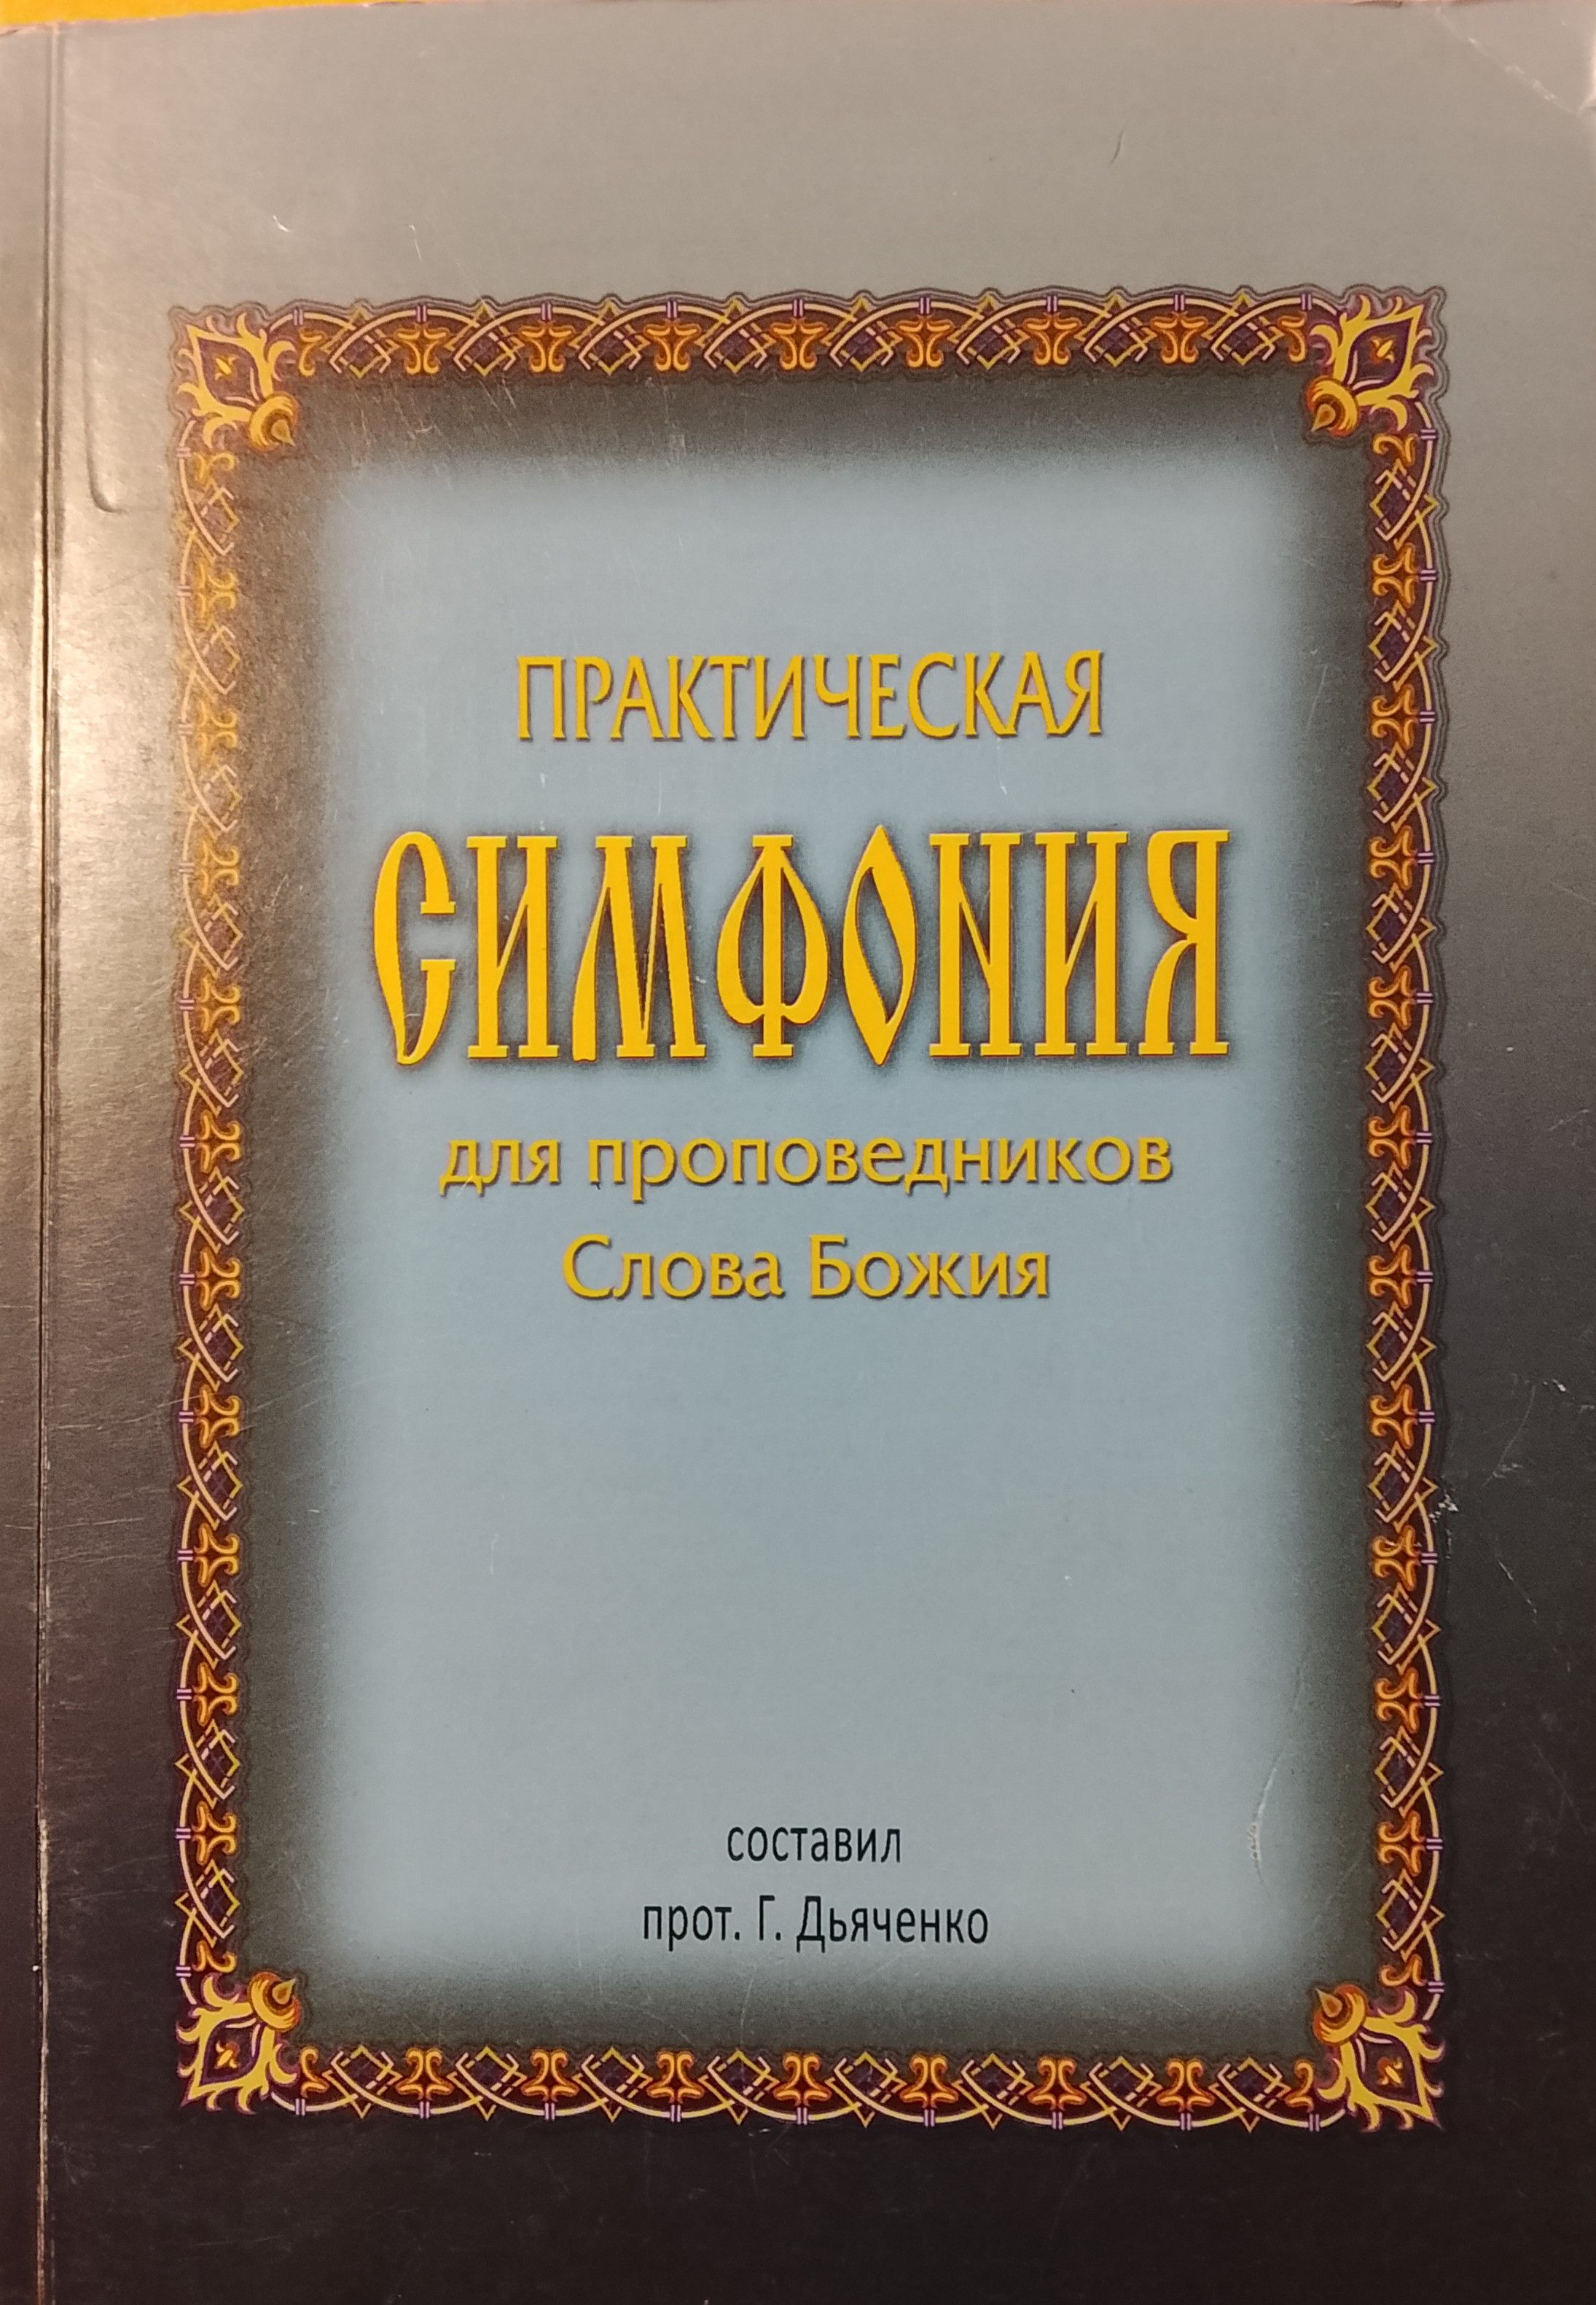 ПРАКТИЧЕСКАЯ
СИМФОНИЯ
для проповедников
Слова Божия
составил
прот. Г. Дьяченко